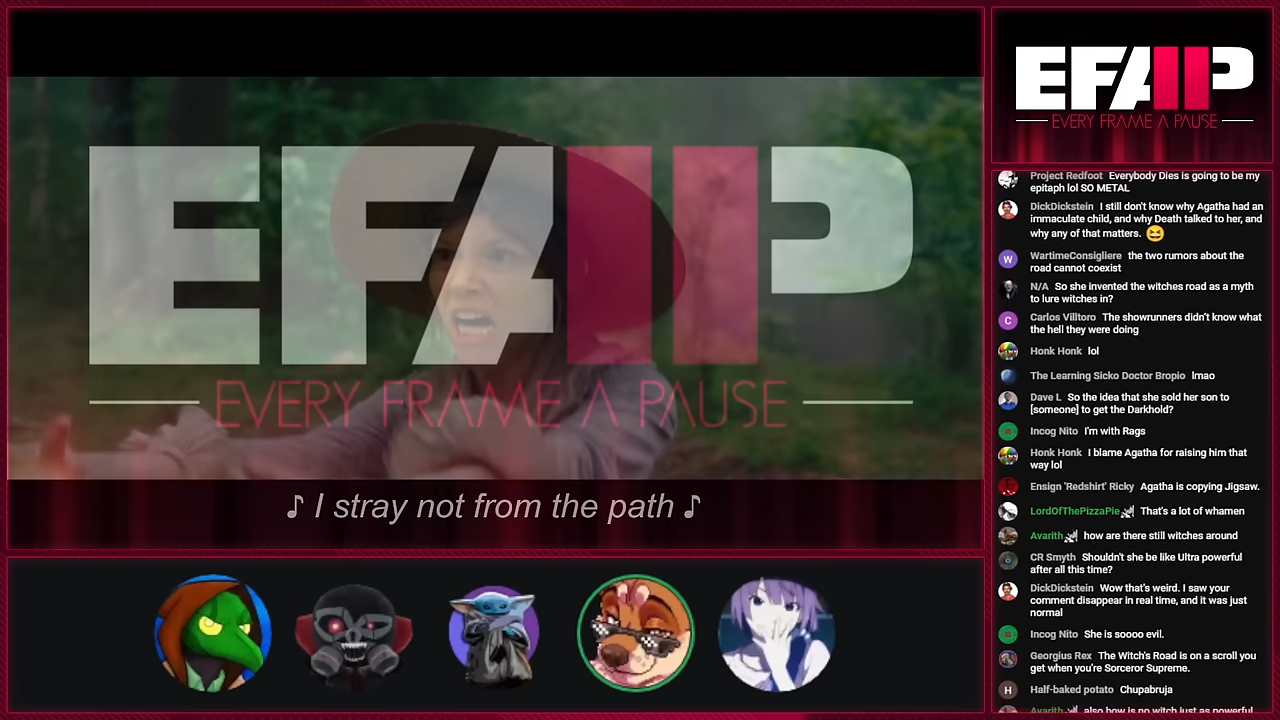 EFAP
EVERY FRAME A PAUSE
♪ I stray not from the path ♪
EFAP
EVERY FRAME A PAUSE
Project Redfoot Everybody Dies is going to be my
epitaph lol SO METAL
DickDickstein I still don't know why Agatha had an
immaculate child, and why Death talked to her, and
why any of that matters. 😆
W
WartimeConsigliere the two rumors about the
road cannot coexist
N/A So she invented the witches road as a myth
to lure witches in?
C
Carlos Villtoro The showrunners didn't know what
the hell they were doing
Honk Honk lol
The Learning Sicko Doctor Bropio lmao
Dave L So the idea that she sold her son to
[someone] to get the Darkhold?
Incog Nito I'm with Rags
Honk Honk I blame Agatha for raising him that
way lol
Ensign 'Redshirt' Ricky Agatha is copying Jigsaw.
LordOfThePizzaPie That's a lot of whamen
Avarith how are there still witches around
CR Smyth Shouldn't she be like Ultra powerful
after all this time?
DickDickstein Wow that's weird. I saw your
comment disappear in real time, and it was just
normal
Incog Nito She is soooo evil.
Georgius Rex The Witch's Road is on a scroll you
get when you're Sorceror Supreme.
H
Half-baked potato Chupabruja
Avarith also how is no witch just as powerful